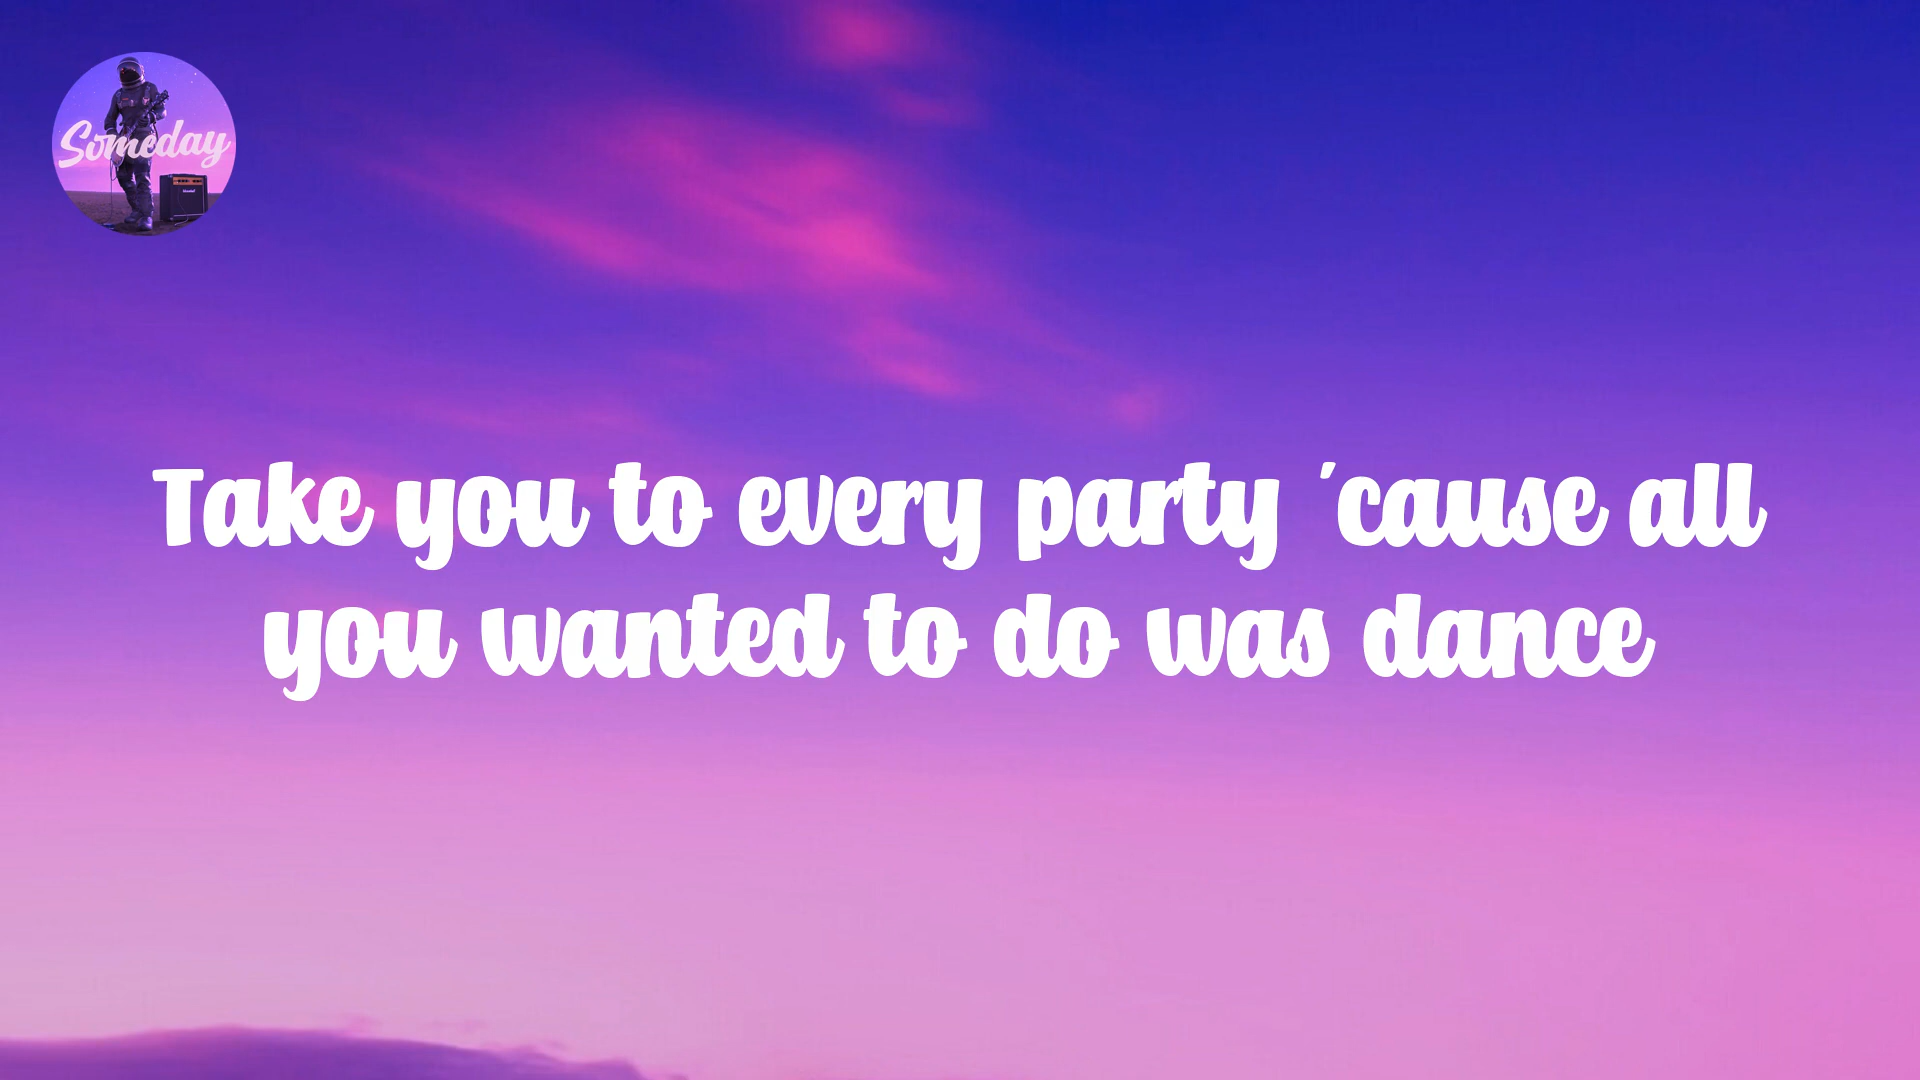 Someday
Take you to every party 'cause all
you wanted to do was dance